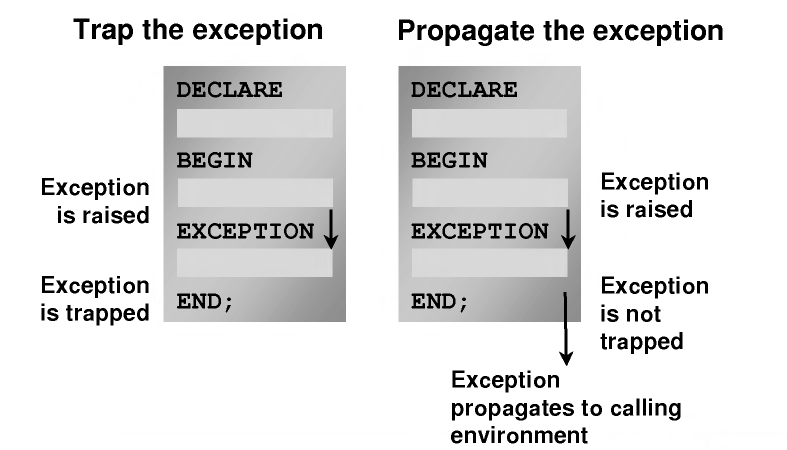 Trap the exception
DECLARE
BEGIN
Exception
is raised
EXCEPTION
Exception
is trapped
END;
Propagate the exception
DECLARE
BEGIN
Exception
is raised
EXCEPTION
Exception
is not
trapped
END;
Exception
propagates to calling
environment